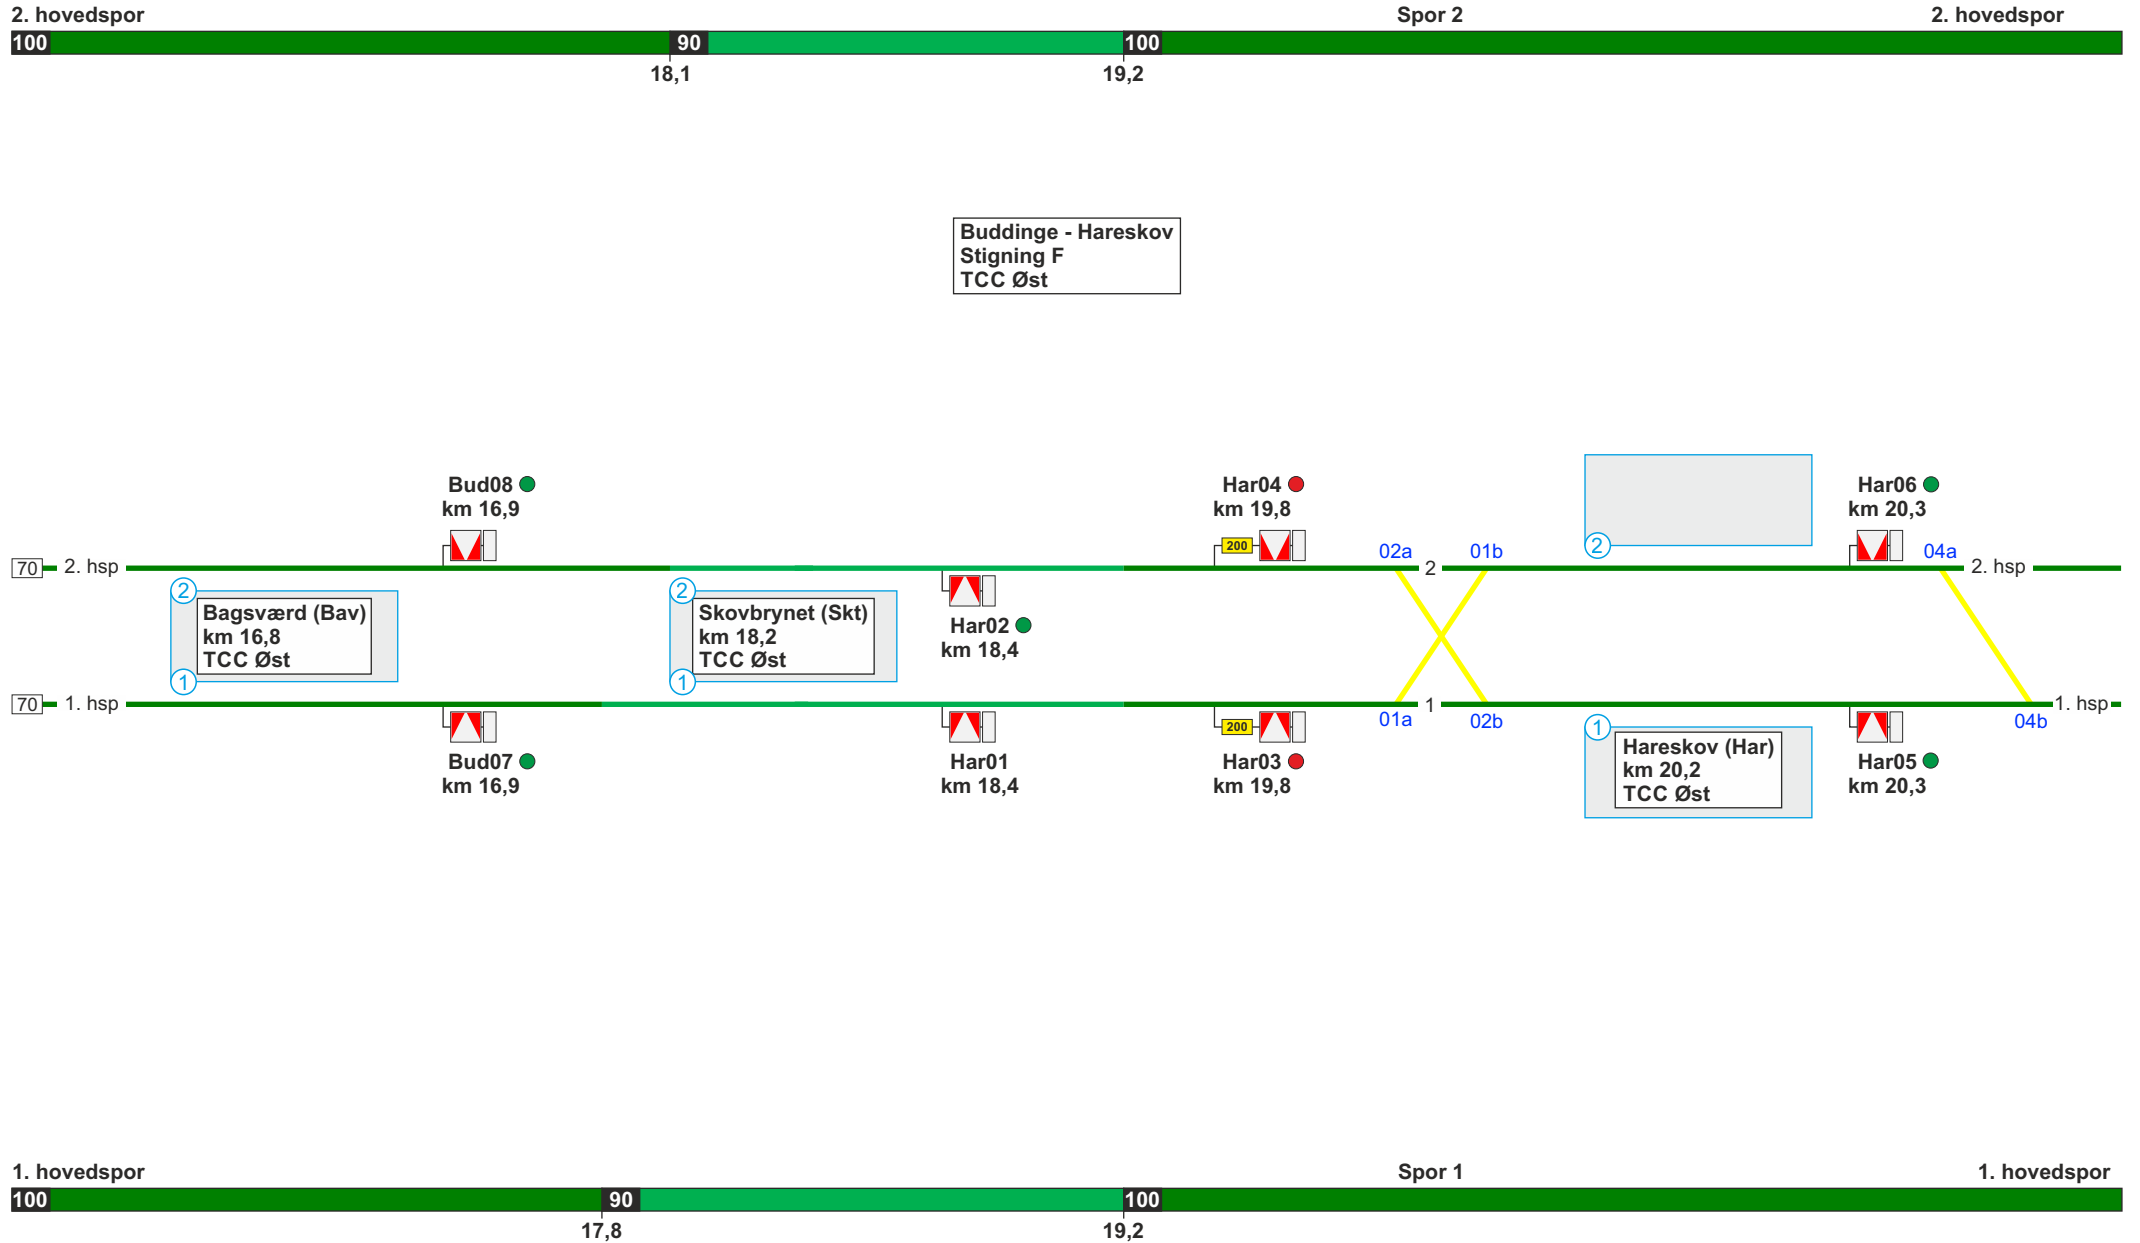 2. hovedspor
Spor 2
2. hovedspor
100
90
100
18,1
19,2
Buddinge - Hareskov
Stigning F
TCC Øst
Bud08
km 16,9
Har04
km 19,8
Har06
km 20,3
200
02a
01b
2
04a
70
2. hsp
2
2. hsp
2
Bagsværd (Bav)
km 16,8
TCC Øst
1
2
Skovbrynet (Skt)
km 18,2
TCC Øst
1
Har02
km 18,4
70
1. hsp
1
1. hsp
200
01a
02b
04b
Bud07
km 16,9
Har01
km 18,4
Har03
km 19,8
1
Hareskov (Har)
km 20,2
TCC Øst
Har05
km 20,3
1. hovedspor
Spor 1
1. hovedspor
100
90
100
17,8
19,2